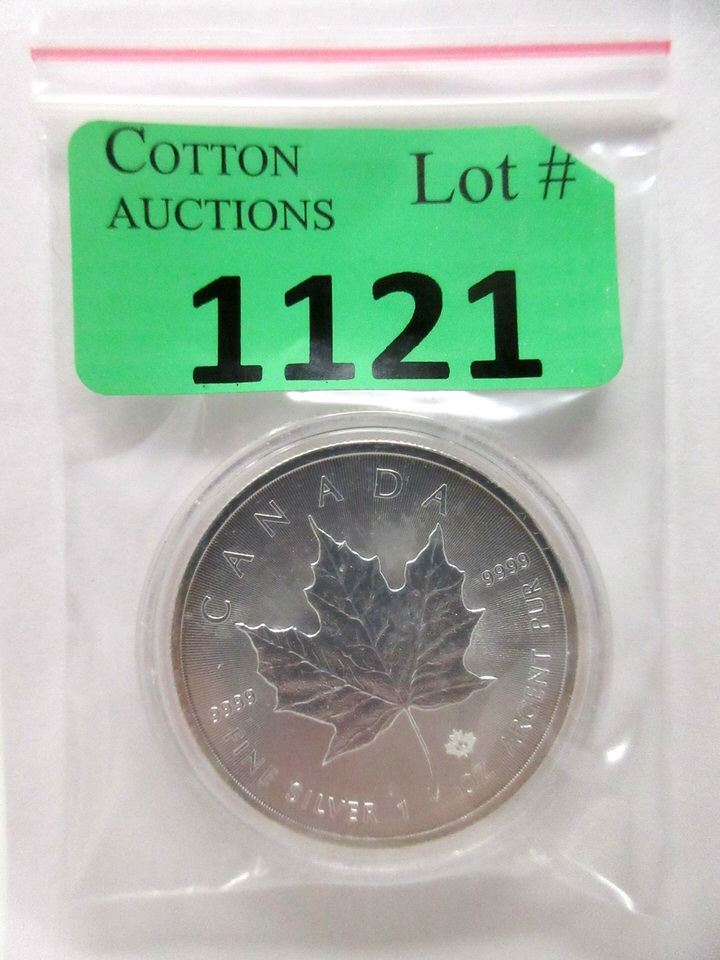 COTTON
AUCTIONS
Lot #
1121
CANADA
9999
9999
FINE SILVER 1 OZ ARGENT PUR